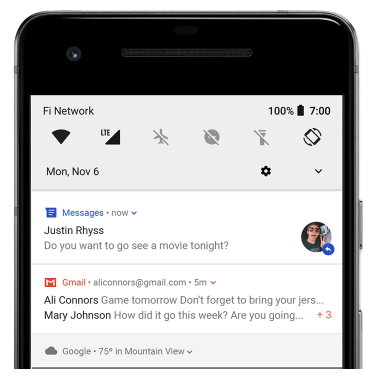 Fi Network 100% 7:00
LTE
Mon, Nov 6
Messages • now
Justin Rhyss
Do you want to go see a movie tonight?
Gmail • aliconnors@gmail.com • 5m
Ali Connors Game tomorrow Don't forget to bring your jers...
Mary Johnson How did it go this week? Are you going... + 3
Google • 75º in Mountain View